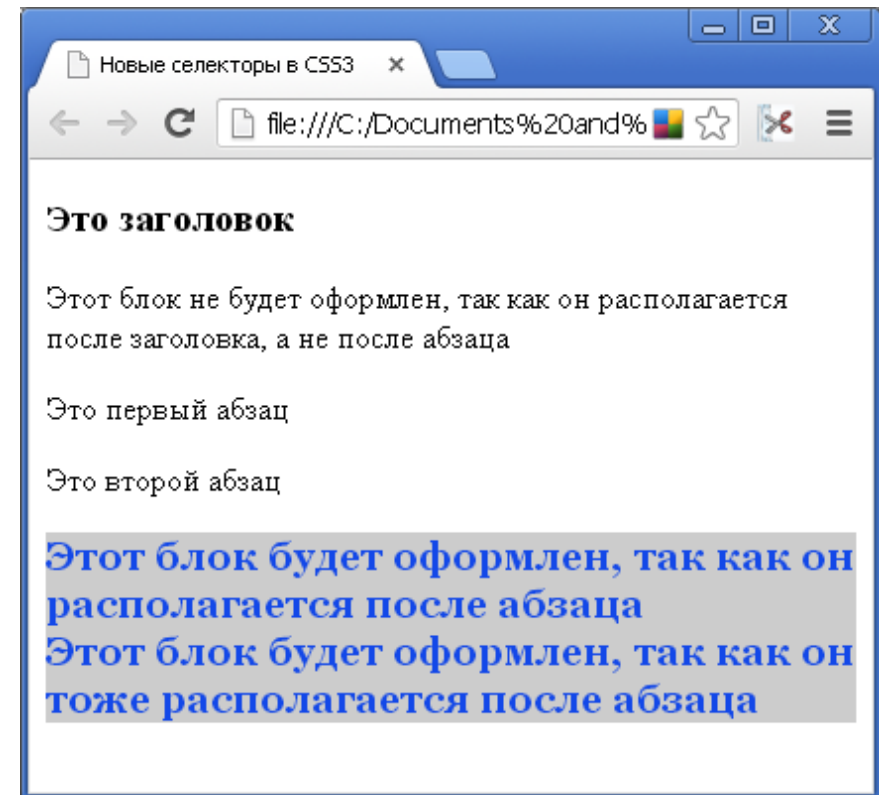 Новые селекторы в CSS3
file:///C:/Documents%20and%
Это заголовок
Этот блок не будет оформлен, так как он располагается
после заголовка, а не после абзаца
Это первый абзац
Это второй абзац
Этот блок будет оформлен, так как он
располагается после абзаца
Этот блок будет оформлен, так как он
тоже располагается после абзаца